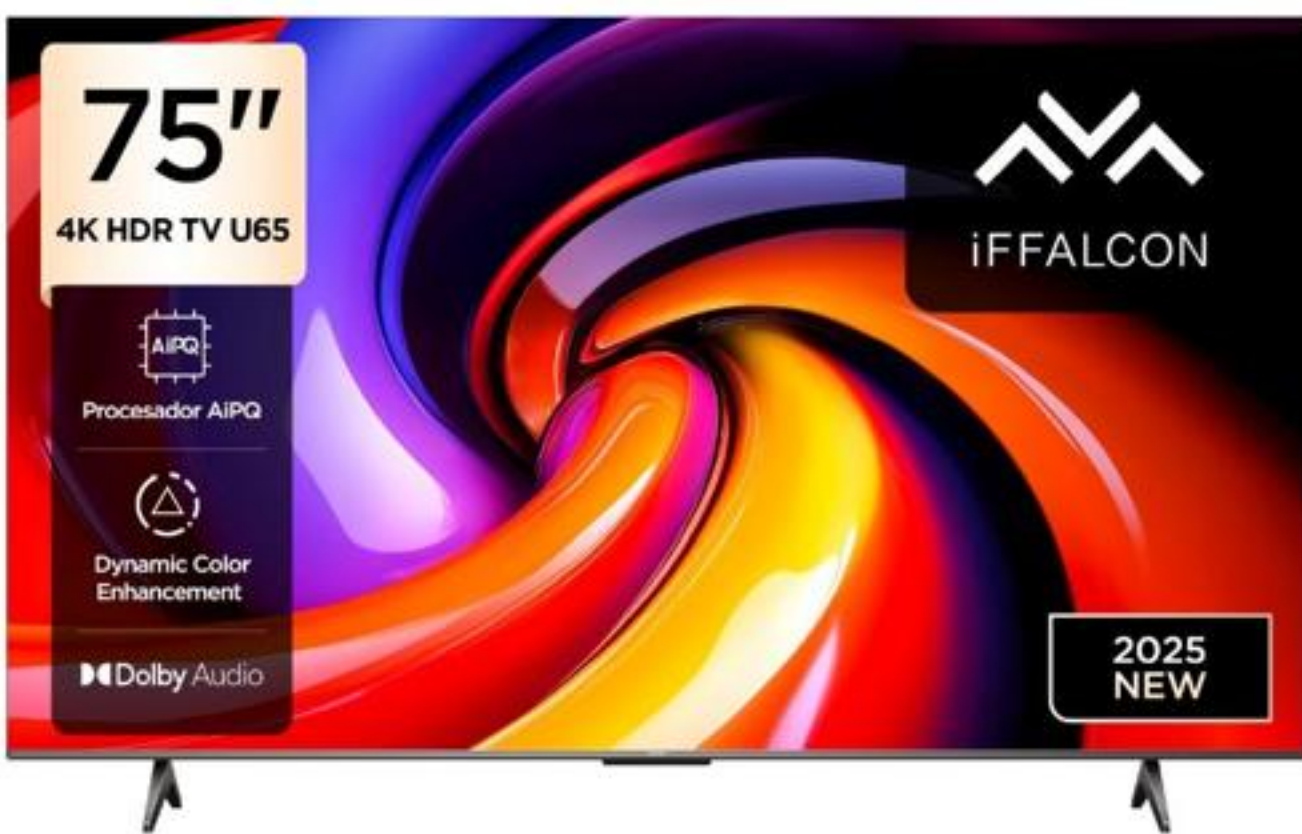 75"
4K HDR TV U65
AiPQ
Procesador AiPQ
Dynamic Color
Enhancement
Dolby Audio
iFFALCON
2025
NEW